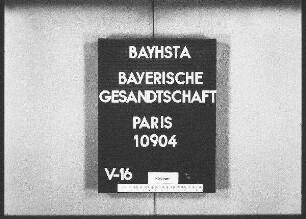 BAYHSTA
BAYERISCHE
GESANDTSCHAFT
PARIS
10904
V-16